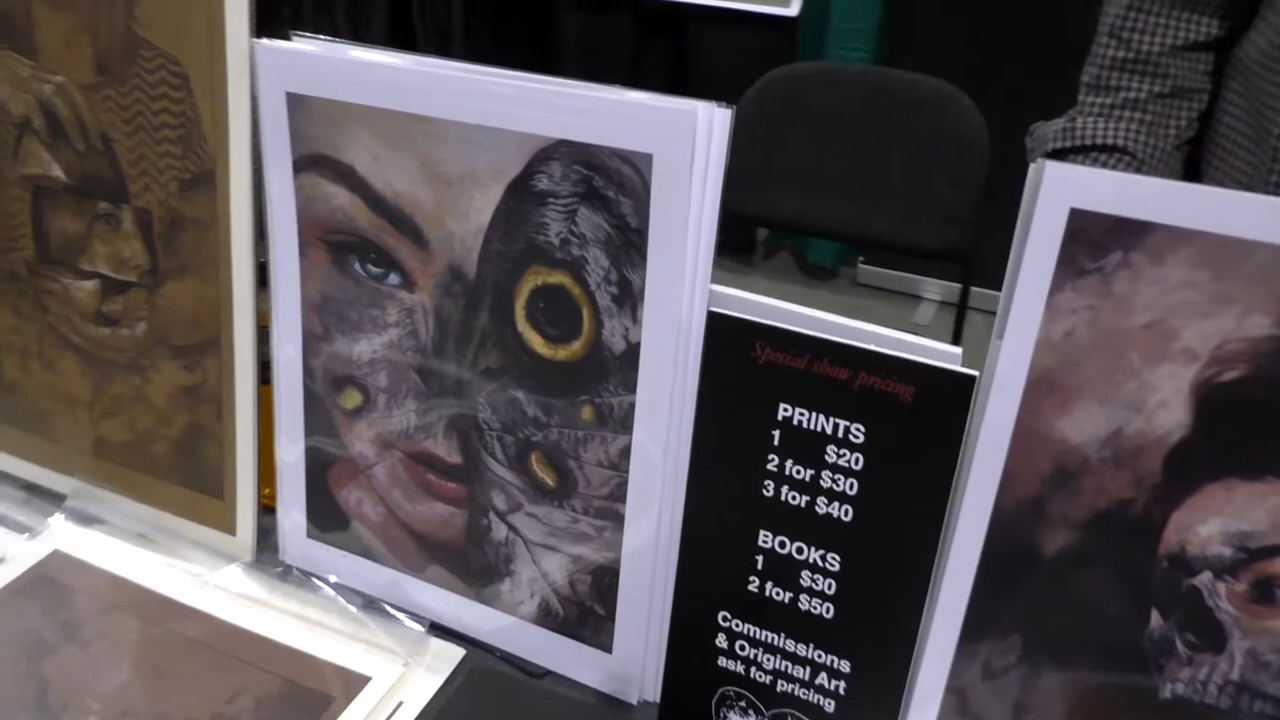 Special show pricing
PRINTS
1 $20
2 for $30
3 for $40
BOOKS
1 $30
2 for $50
Commissions
& Original Art
ask for pricing